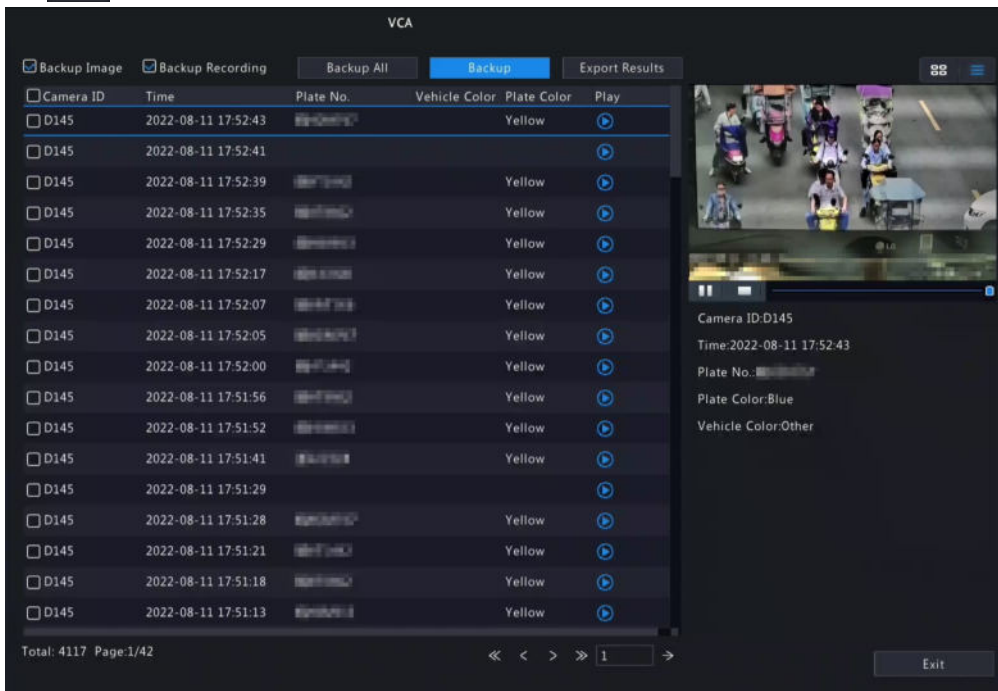 VCA
Backup Image Backup Recording Backup All Backup Export Results
Camera ID Time Plate No. Vehicle Color Plate Color Play
D145 2022-08-11 17:52:43 Yellow
D145 2022-08-11 17:52:41
D145 2022-08-11 17:52:39 Yellow
D145 2022-08-11 17:52:35 Yellow
D145 2022-08-11 17:52:29 Yellow
D145 2022-08-11 17:52:17 Yellow
D145 2022-08-11 17:52:07 Yellow
D145 2022-08-11 17:52:05 Yellow
D145 2022-08-11 17:52:00 Yellow
D145 2022-08-11 17:51:56 Yellow
D145 2022-08-11 17:51:52 Yellow
D145 2022-08-11 17:51:41 Yellow
D145 2022-08-11 17:51:29
D145 2022-08-11 17:51:28 Yellow
D145 2022-08-11 17:51:21 Yellow
D145 2022-08-11 17:51:18 Yellow
D145 2022-08-11 17:51:13 Yellow
Total: 4117 Page:1/42
1
LG
Camera ID:D145
Time:2022-08-11 17:52:43
Plate No.:
Plate Color:Blue
Vehicle Color:Other
Exit